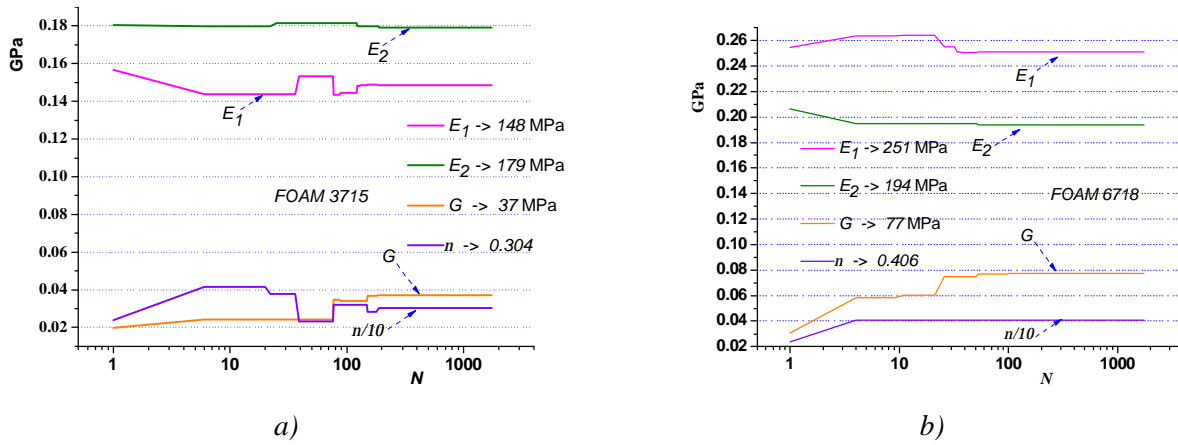 GPa
0.18
0.16
0.14
0.12
0.10
0.08
0.06
0.04
0.02
1
10
100
1000
N
E2
E1
E1 -> 148 MPa
E2 -> 179 MPa
FOAM 3715
G -> 37 MPa
n -> 0.304
G
n/10
a)
GPa
0.26
0.24
0.22
0.20
0.18
0.16
0.14
0.12
0.10
0.08
0.06
0.04
0.02
1
10
100
1000
N
E1
E2
E1 -> 251 MPa
E2 -> 194 MPa
FOAM 6718
G -> 77 MPa
G
n -> 0.406
n/10
b)